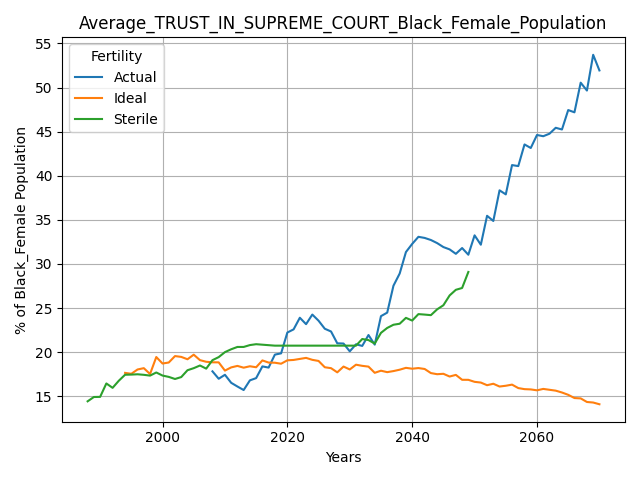 Average_TRUST_IN_SUPREME_COURT_Black_Female_Population
Fertility
Actual
Ideal
Sterile
% of Black_Female Population
55
50
45
40
35
30
25
20
15
2000
2020
2040
2060
Years